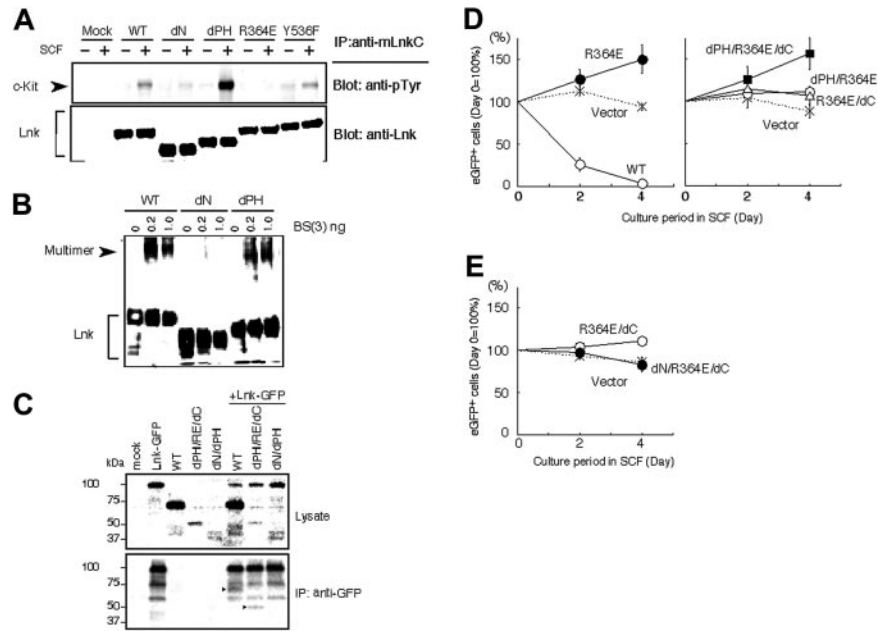 A
Mock WT dN dPH R364E Y536F
SCF − + − + − + − + − + − +
IP:anti-mLnkC
c-Kit
Blot: anti-pTyr
Lnk
Blot: anti-Lnk
B
WT dN dPH
0 0.2 1.0 0 0.2 1.0 0 0.2 1.0
BS(3) ng
Multimer
Lnk
C
+Lnk-GFP
mock Lnk-GFP WT dPH/RE/dC dN/dPH WT dPH/RE/dC dN/dPH
kDa
100
75
50
37
Lysate
100
75
50
37
IP: anti-GFP
D
(%)
150
100
50
0
eGFP+ cells (Day 0=100%)
R364E
Vector
WT
dPH/R364E/dC
dPH/R364E
R364E/dC
Vector
0 2 4 0 2 4
Culture period in SCF (Day)
E
(%)
150
100
50
0
eGFP+ cells (Day 0=100%)
R364E/dC
dN/R364E/dC
Vector
0 2 4
Culture period in SCF (Day)